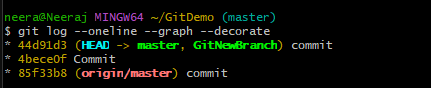 neera@Neeraj MINGW64 ~/GitDemo (master)
$ git log --oneline --graph --decorate
* 44d91d3 (HEAD -> master, GitNewBranch) commit
* 4bece0f Commit
* 85f33b8 (origin/master) commit